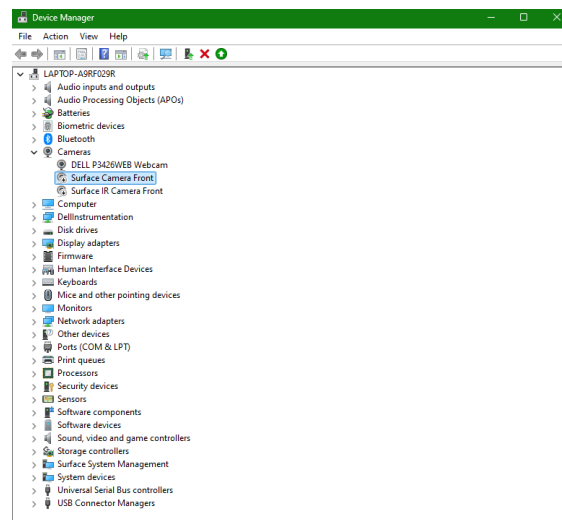 Device Manager
File Action View Help
LAPTOP-A9RF029R
Audio inputs and outputs
Audio Processing Objects (APOs)
Batteries
Biometric devices
Bluetooth
Cameras
DELL P3426WEB Webcam
Surface Camera Front
Surface IR Camera Front
Computer
DellInstrumentation
Disk drives
Display adapters
Firmware
Human Interface Devices
Keyboards
Mice and other pointing devices
Monitors
Network adapters
Other devices
Ports (COM & LPT)
Print queues
Processors
Security devices
Sensors
Software components
Software devices
Sound, video and game controllers
Storage controllers
Surface System Management
System devices
Universal Serial Bus controllers
USB Connector Managers